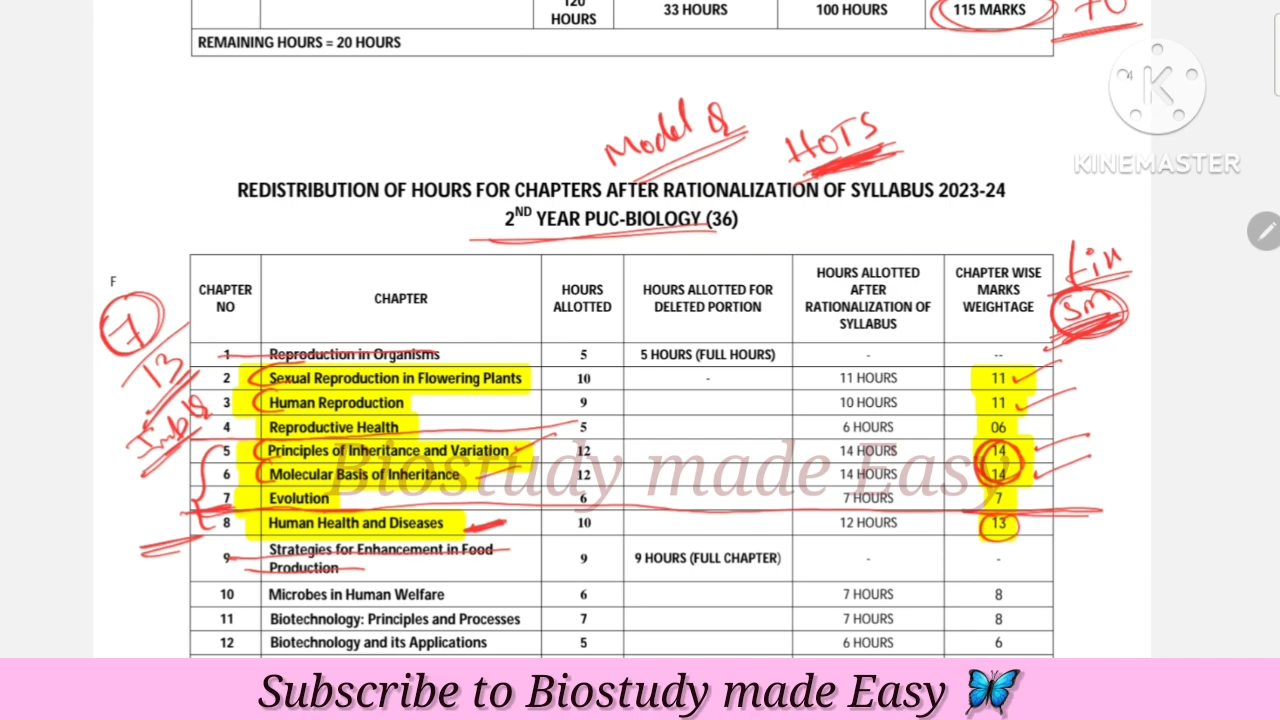 120 HOURS 33 HOURS 100 HOURS 115 MARKS 70
REMAINING HOURS = 20 HOURS
KINEMASTER
Model Q HOTS
REDISTRIBUTION OF HOURS FOR CHAPTERS AFTER RATIONALIZATION OF SYLLABUS 2023-24
2ND YEAR PUC-BIOLOGY (36)
F
CHAPTER NO CHAPTER HOURS ALLOTTED HOURS ALLOTTED FOR DELETED PORTION HOURS ALLOTTED AFTER RATIONALIZATION OF SYLLABUS CHAPTER WISE MARKS WEIGHTAGE
7
13
5m
1 Reproduction in Organisms 5 5 HOURS (FULL HOURS) - --
2 Sexual Reproduction in Flowering Plants 10 - 11 HOURS 11
3 Human Reproduction 9 10 HOURS 11
4 Reproductive Health 5 6 HOURS 06
5 Principles of Inheritance and Variation 12 14 HOURS 14
6 Molecular Basis of Inheritance 12 14 HOURS 14
Biostudy made Easy
7 Evolution 6 7 HOURS 7
8 Human Health and Diseases 10 12 HOURS 13
9 Strategies for Enhancement in Food Production 9 9 HOURS (FULL CHAPTER) - -
10 Microbes in Human Welfare 6 7 HOURS 8
11 Biotechnology: Principles and Processes 7 7 HOURS 8
12 Biotechnology and its Applications 5 6 HOURS 6
Subscribe to Biostudy made Easy 🦋